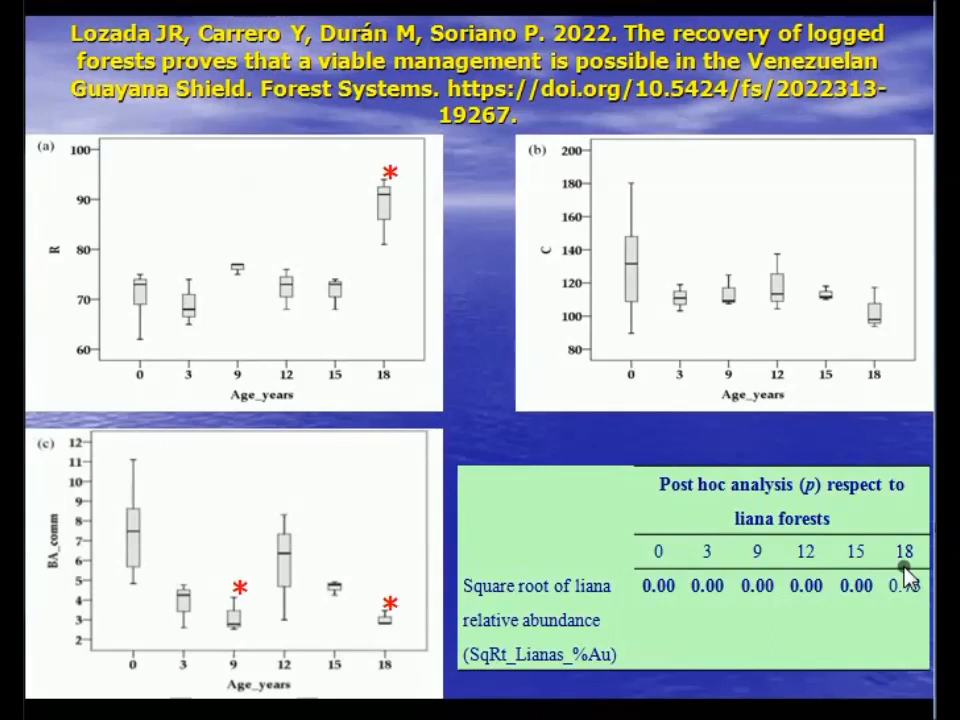 Lozada JR, Carrero Y, Durán M, Soriano P. 2022. The recovery of logged
forests proves that a viable management is possible in the Venezuelan
Guayana Shield. Forest Systems. https://doi.org/10.5424/fs/2022313-
19267.
(a)
100
90
80
70
60
R
0 3 9 12 15 18
Age_years
*
(b)
200
180
160
140
120
100
80
C
0 3 9 12 15 18
Age_years
(c)
12
11
10
9
8
7
6
5
4
3
2
BA_comm
0 3 9 12 15 18
Age_years
*
*
Post hoc analysis (p) respect to
liana forests
0 3 9 12 15 18
Square root of liana 0.00 0.00 0.00 0.00 0.00
relative abundance
(SqRt_Lianas_%Au)